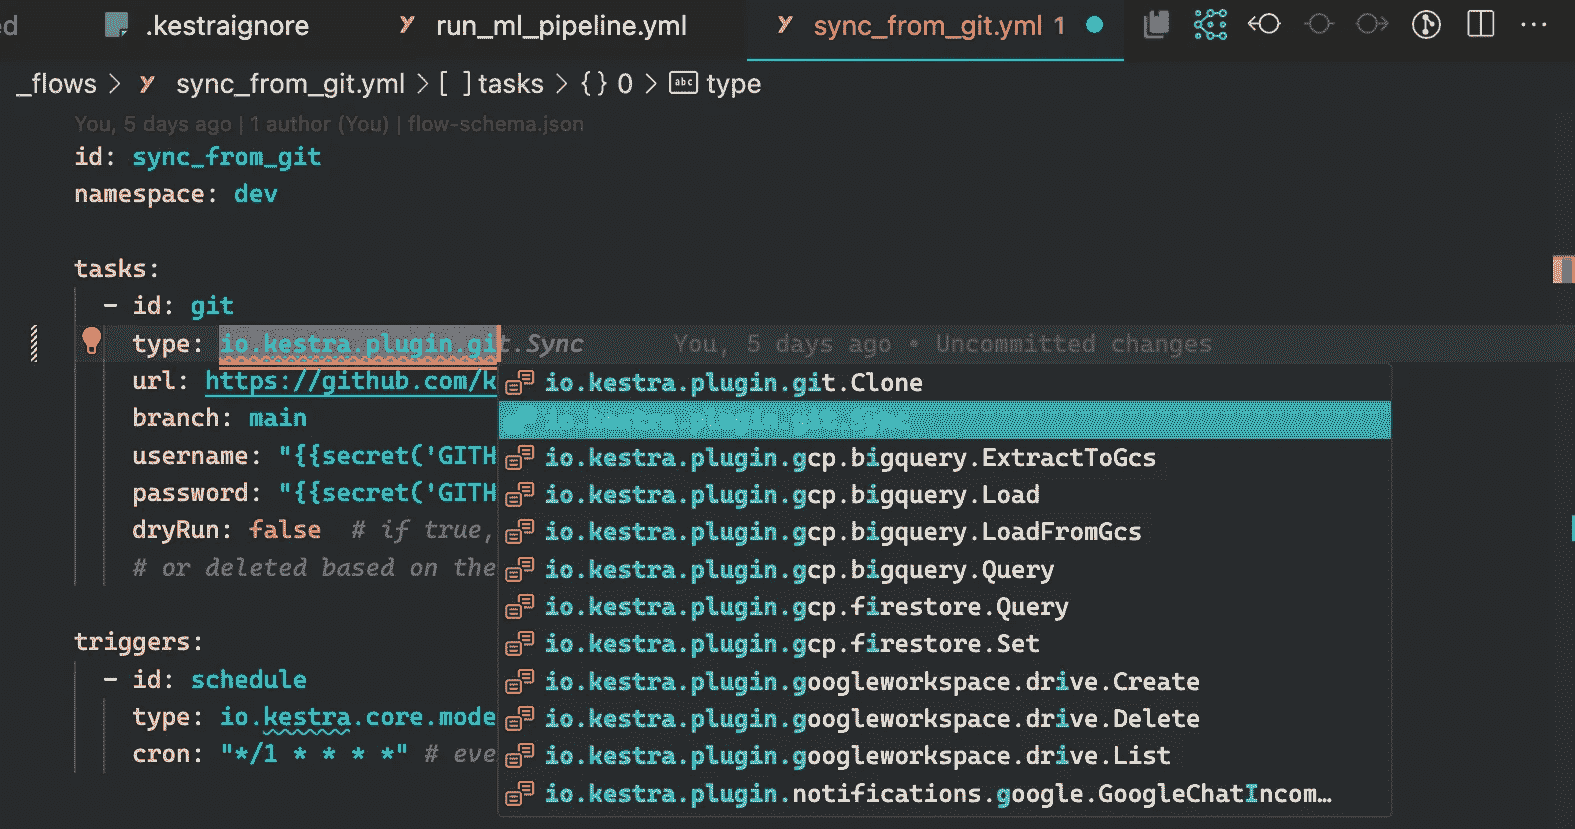 ed .kestraignore run_ml_pipeline.yml sync_from_git.yml 1
_flows > sync_from_git.yml > [ ] tasks > {} 0 > abc type
You, 5 days ago | 1 author (You) | flow-schema.json
id: sync_from_git
namespace: dev
tasks:
- id: git
type: io.kestra.plugin.git.Sync You, 5 days ago • Uncommitted changes
url: https://github.com/k
branch: main
username: "{{secret('GITH
password: "{{secret('GITH
dryRun: false # if true,
# or deleted based on the
triggers:
- id: schedule
type: io.kestra.core.mode
cron: "*/1 * * * *" # eve
io.kestra.plugin.git.Clone
io.kestra.plugin.gcp.bigquery.ExtractToGcs
io.kestra.plugin.gcp.bigquery.Load
io.kestra.plugin.gcp.bigquery.LoadFromGcs
io.kestra.plugin.gcp.bigquery.Query
io.kestra.plugin.gcp.firestore.Query
io.kestra.plugin.gcp.firestore.Set
io.kestra.plugin.googleworkspace.drive.Create
io.kestra.plugin.googleworkspace.drive.Delete
io.kestra.plugin.googleworkspace.drive.List
io.kestra.plugin.notifications.google.GoogleChatIncom…